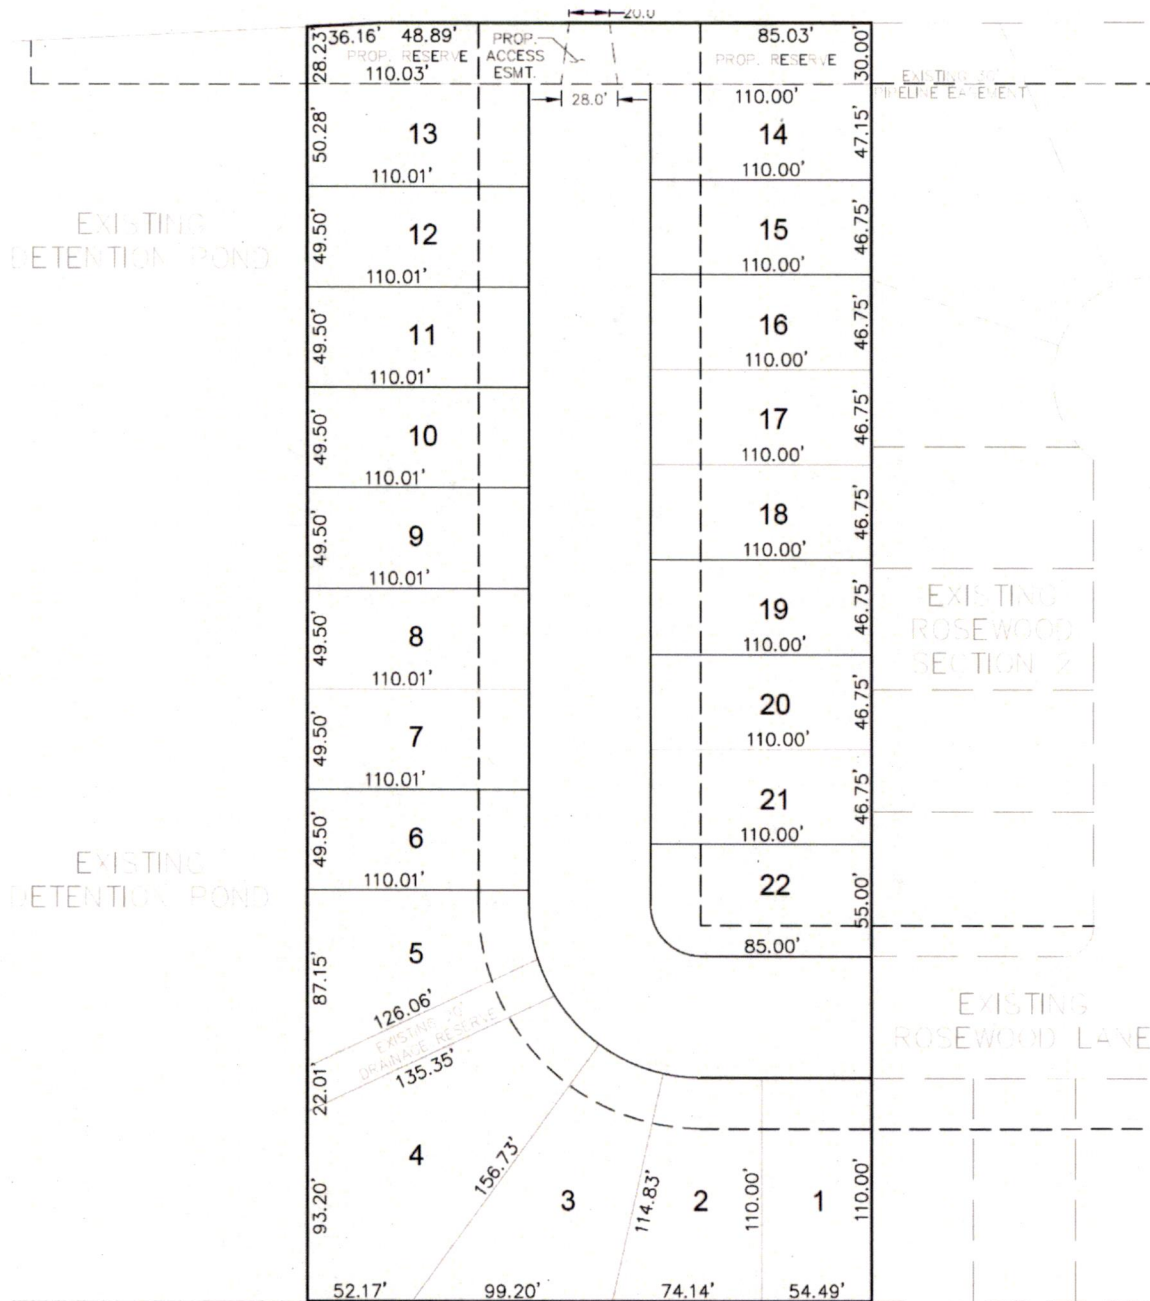 20.0
28.23' 36.16' 48.89' PROP. 85.03' 30.00'
PROP. RESERVE ACCESS PROP. RESERVE
110.03' ESMT.
EXISTING 30'
PIPELINE EASEMENT
28.0' 110.00'
50.28' 13 14 47.15'
110.01' 110.00'
EXISTING
DETENTION POND
49.50' 12 15 46.75'
110.01' 110.00'
49.50' 11 16 46.75'
110.01' 110.00'
49.50' 10 17 46.75'
110.01' 110.00'
49.50' 9 18 46.75'
110.01' 110.00'
EXISTING
ROSEWOOD
SECTION 2
49.50' 8 19 46.75'
110.01' 110.00'
49.50' 7 20 46.75'
110.01' 110.00'
49.50' 6 21 46.75'
110.01' 110.00'
EXISTING
DETENTION POND
22 55.00'
85.00'
87.15' 5
126.06'
EXISTING 20'
DRAINAGE RESERVE
135.35'
22.01'
EXISTING
ROSEWOOD LANE
93.20' 4 156.73' 3 114.83' 2 110.00' 1 110.00'
52.17' 99.20' 74.14' 54.49'